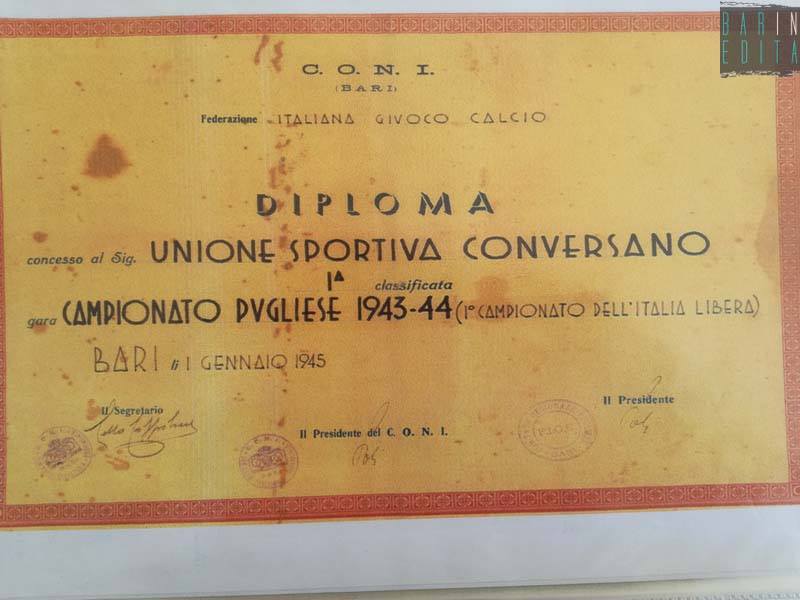 BARIN
EDITA
C. O. N. I.
(BARI)
Federazione ITALIANA GIVOCO CALCIO
DIPLOMA
concesso al Sig. UNIONE SPORTIVA CONVERSANO
1A classificata
gara CAMPIONATO PVGLIESE 1943-44 (1° CAMPIONATO DELL'ITALIA LIBERA)
BARI li 1 GENNAIO 1945
Il Segretario
Il Presidente del C. O. N. I.
Il Presidente